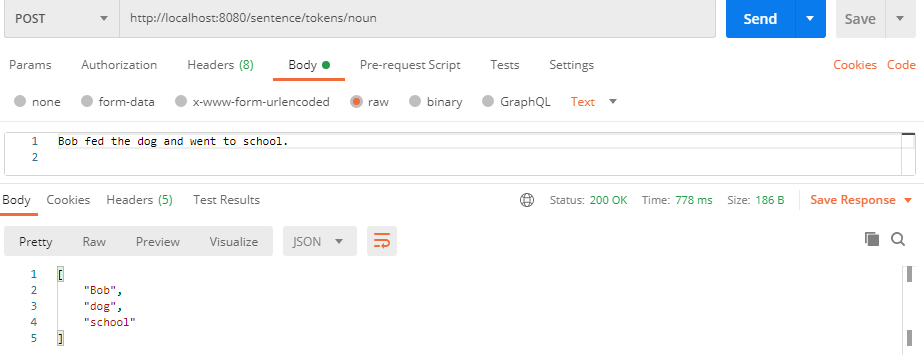 POST http://localhost:8080/sentence/tokens/noun Send Save
Params Authorization Headers (8) Body Pre-request Script Tests Settings Cookies Code
none form-data x-www-form-urlencoded raw binary GraphQL Text
1 Bob fed the dog and went to school.
2
Body Cookies Headers (5) Test Results Status: 200 OK Time: 778 ms Size: 186 B Save Response
Pretty Raw Preview Visualize JSON
1 [
2 "Bob",
3 "dog",
4 "school"
5 ]